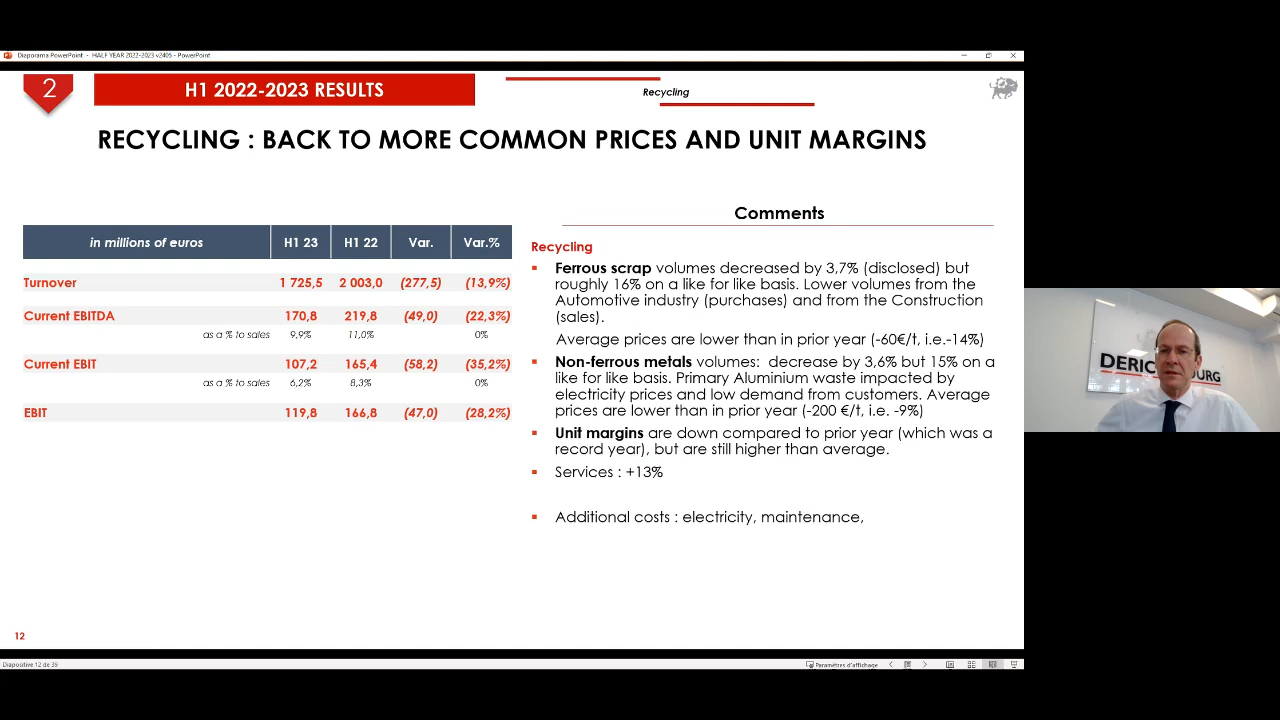 Diaporama PowerPoint - HALF YEAR 2022-2023 v2405 - PowerPoint
2
H1 2022-2023 RESULTS
Recycling
RECYCLING : BACK TO MORE COMMON PRICES AND UNIT MARGINS
in millions of euros H1 23 H1 22 Var. Var.%
Turnover 1 725,5 2 003,0 (277,5) (13,9%)
Current EBITDA 170,8 219,8 (49,0) (22,3%)
as a % to sales 9,9% 11,0% 0%
Current EBIT 107,2 165,4 (58,2) (35,2%)
as a % to sales 6,2% 8,3% 0%
EBIT 119,8 166,8 (47,0) (28,2%)
Comments
Recycling
Ferrous scrap volumes decreased by 3,7% (disclosed) but
roughly 16% on a like for like basis. Lower volumes from the
Automotive industry (purchases) and from the Construction
(sales).
Average prices are lower than in prior year (-60€/t, i.e.-14%)
Non-ferrous metals volumes: decrease by 3,6% but 15% on a
like for like basis. Primary Aluminium waste impacted by
electricity prices and low demand from customers. Average
prices are lower than in prior year (-200 €/t, i.e. -9%)
Unit margins are down compared to prior year (which was a
record year), but are still higher than average.
Services : +13%
Additional costs : electricity, maintenance,
12
Diapositive 12 de 39
Paramètres d'affichage